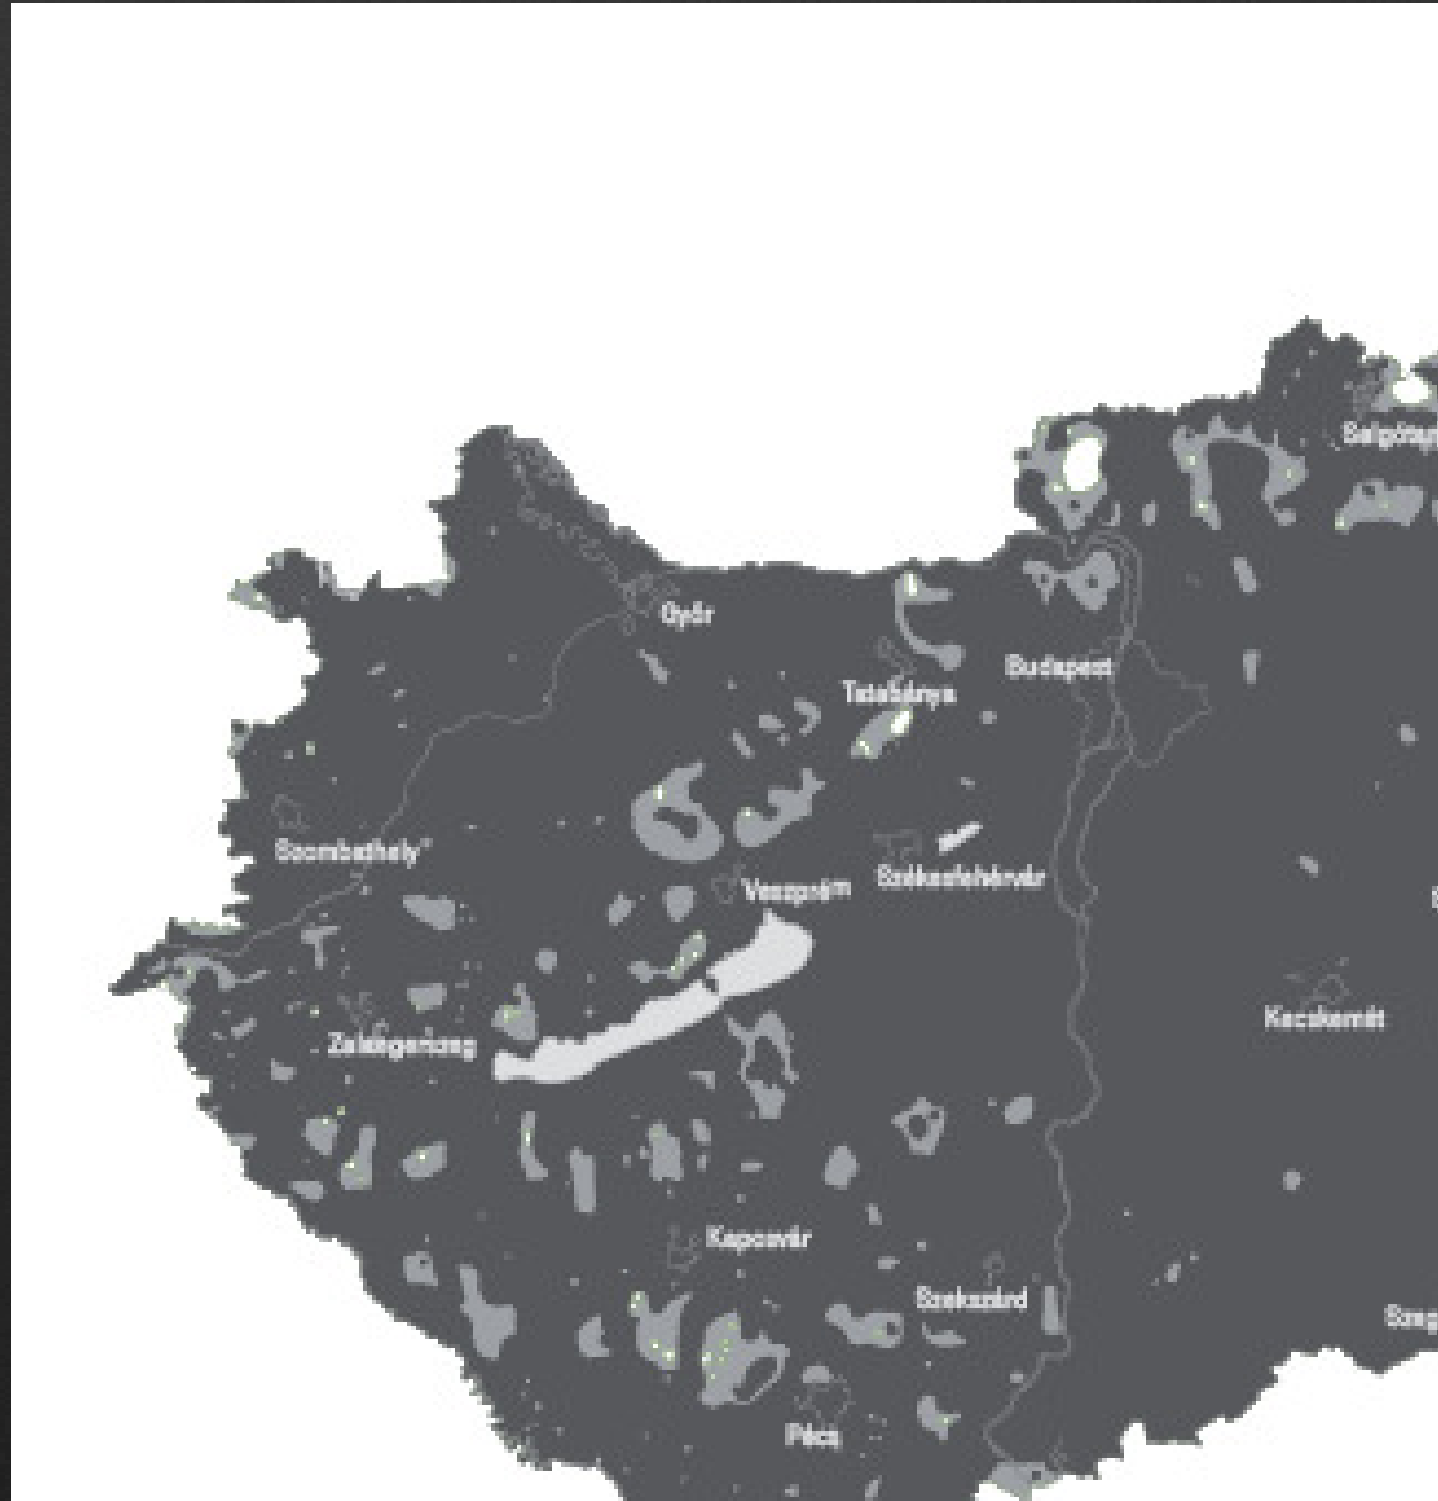 Győr
Budapest
Tatabánya
Szombathely
Székesfehérvár
Veszprém
Kecskemét
Zalaegerszeg
Kaposvár
Szekszárd
Pécs